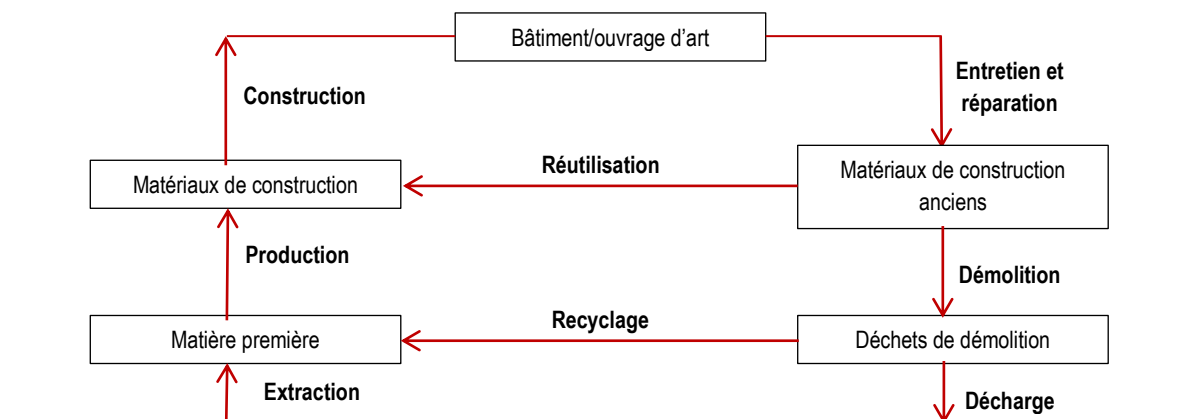 Bâtiment/ouvrage d’art
Entretien et
réparation
Construction
Réutilisation
Matériaux de construction
Matériaux de construction
anciens
Production
Démolition
Recyclage
Matière première
Déchets de démolition
Extraction
Décharge